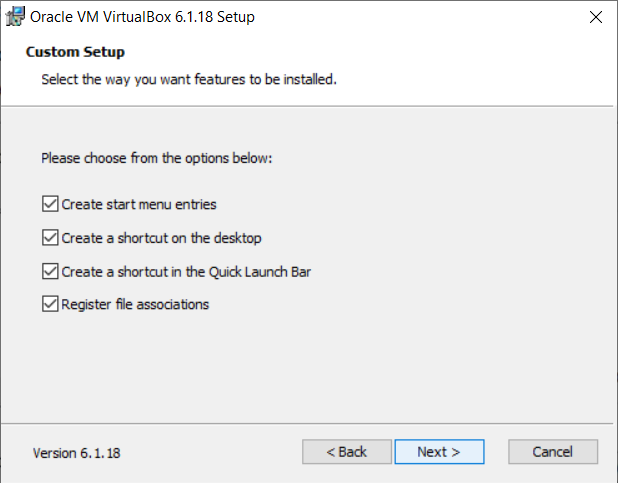 Oracle VM VirtualBox 6.1.18 Setup
Custom Setup
Select the way you want features to be installed.
Please choose from the options below:
Create start menu entries
Create a shortcut on the desktop
Create a shortcut in the Quick Launch Bar
Register file associations
Version 6.1.18
< Back
Next >
Cancel